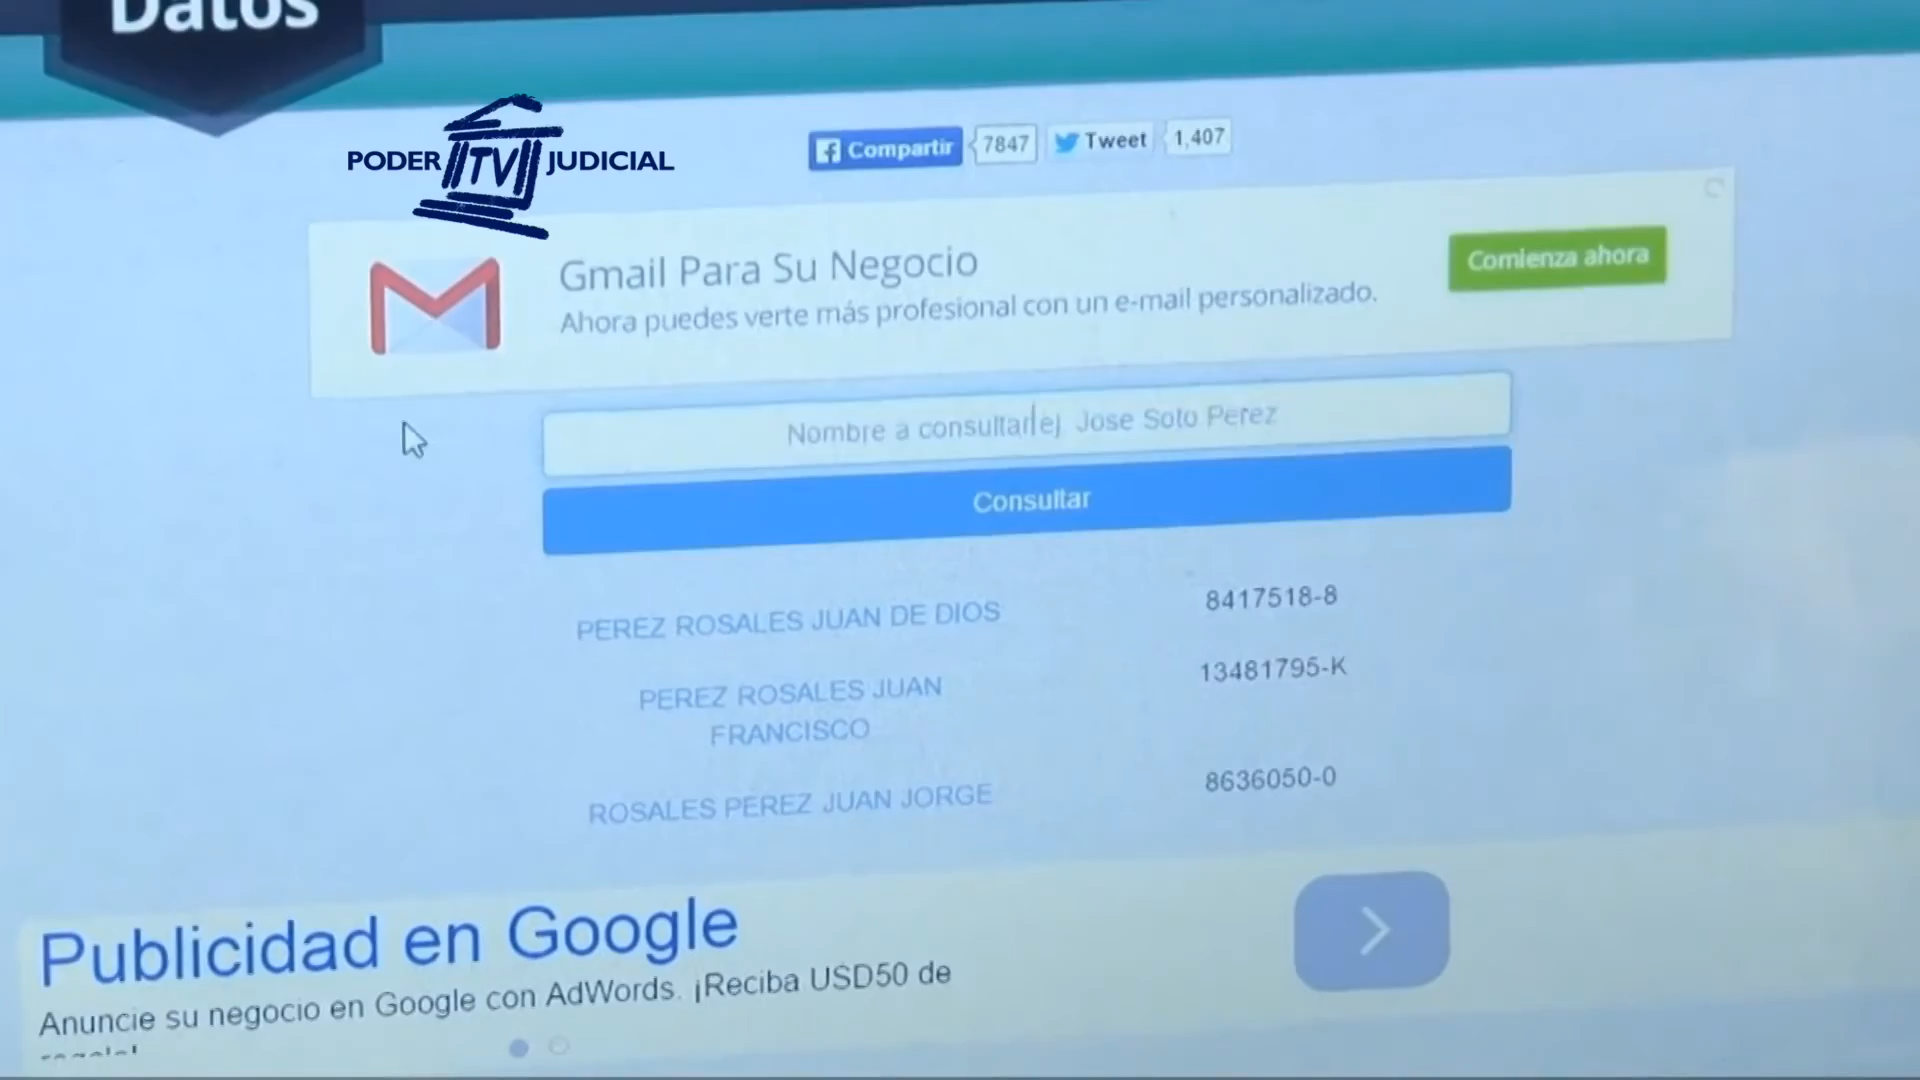 Datos
PODER TV JUDICIAL
Compartir 7847 Tweet 1,407
Gmail Para Su Negocio
Ahora puedes verte más profesional con un e-mail personalizado.
Comienza ahora
Nombre a consultar ej. Jose Soto Perez
Consultar
PEREZ ROSALES JUAN DE DIOS 8417518-8
PEREZ ROSALES JUAN 13481795-K
FRANCISCO
ROSALES PEREZ JUAN JORGE 8636050-0
Publicidad en Google
Anuncie su negocio en Google con AdWords. ¡Reciba USD50 de